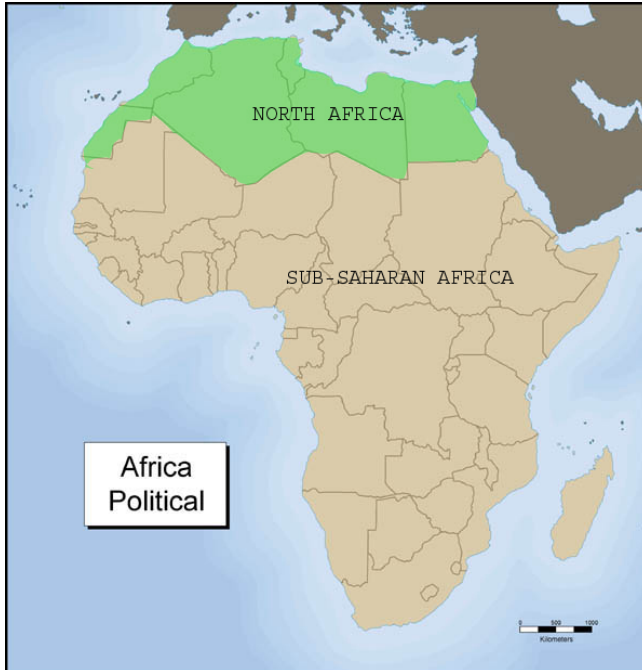 NORTH AFRICA
SUB-SAHARAN AFRICA
Africa
Political
0 500 1000
Kilometers